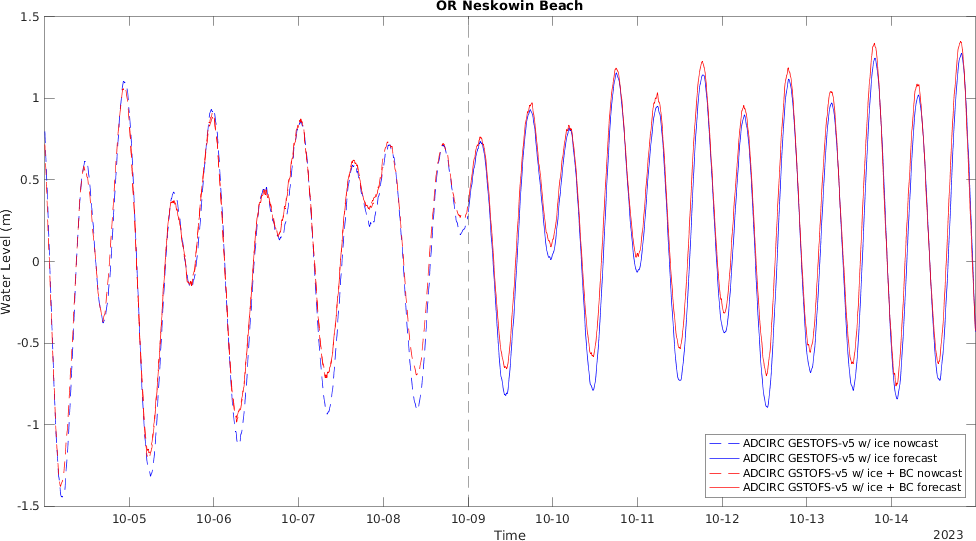 OR Neskowin Beach
1.5
1
0.5
0
-0.5
-1
-1.5
Water Level (m)
10-05
10-06
10-07
10-08
10-09
10-10
10-11
10-12
10-13
10-14
Time
2023
ADCIRC GESTOFS-v5 w/ ice nowcast
ADCIRC GESTOFS-v5 w/ ice forecast
ADCIRC GSTOFS-v5 w/ ice + BC nowcast
ADCIRC GSTOFS-v5 w/ ice + BC forecast